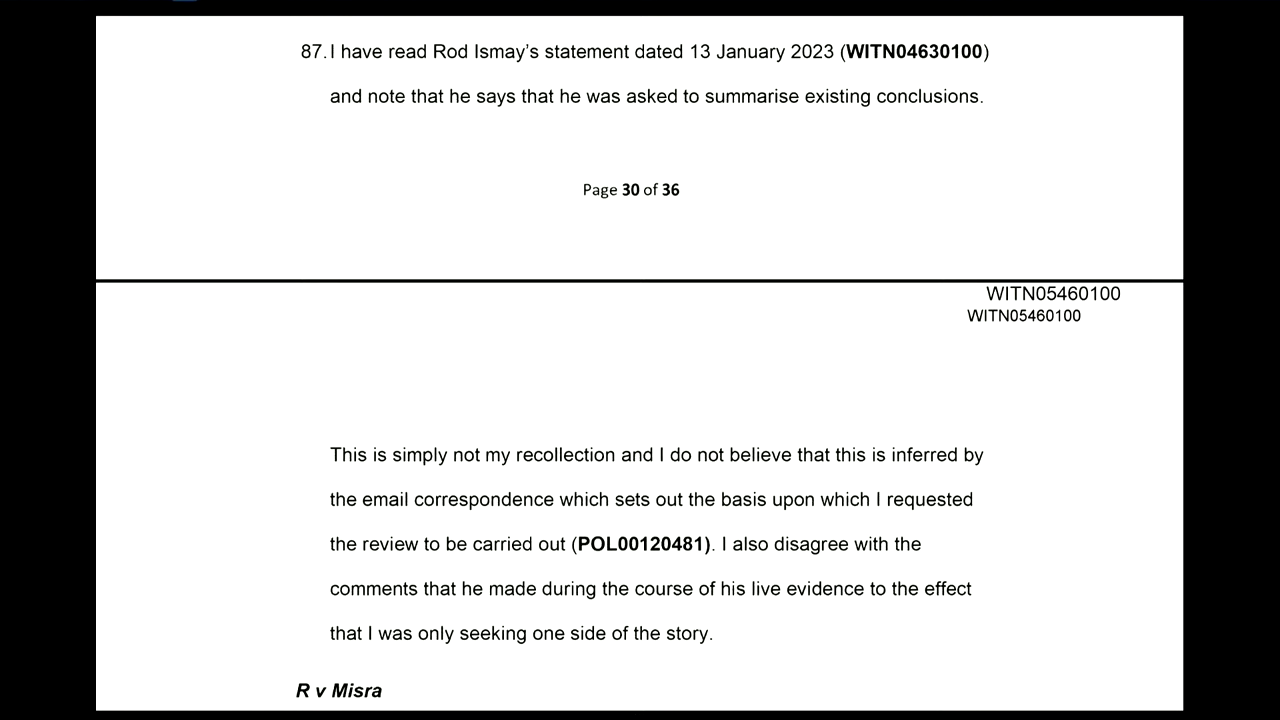 87. I have read Rod Ismay’s statement dated 13 January 2023 (WITN04630100)
and note that he says that he was asked to summarise existing conclusions.
Page 30 of 36
WITN05460100
WITN05460100
This is simply not my recollection and I do not believe that this is inferred by
the email correspondence which sets out the basis upon which I requested
the review to be carried out (POL00120481). I also disagree with the
comments that he made during the course of his live evidence to the effect
that I was only seeking one side of the story.
R v Misra